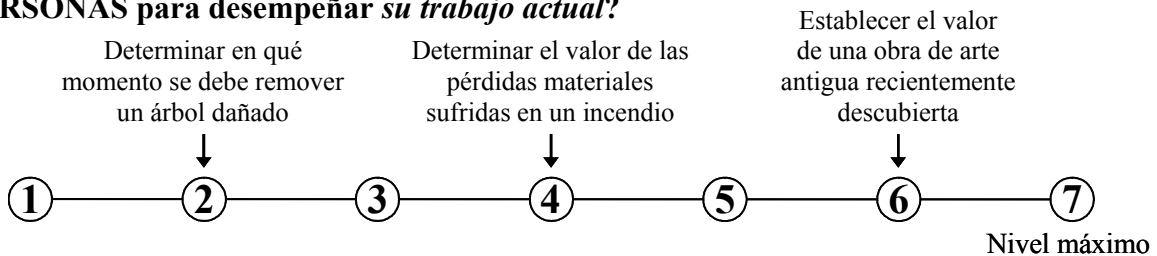 RSONAS para desempeñar su trabajo actual?
Determinar en qué
momento se debe remover
un árbol dañado
Determinar el valor de las
pérdidas materiales
sufridas en un incendio
Establecer el valor
de una obra de arte
antigua recientemente
descubierta
1 2 3 4 5 6 7
Nivel máximo